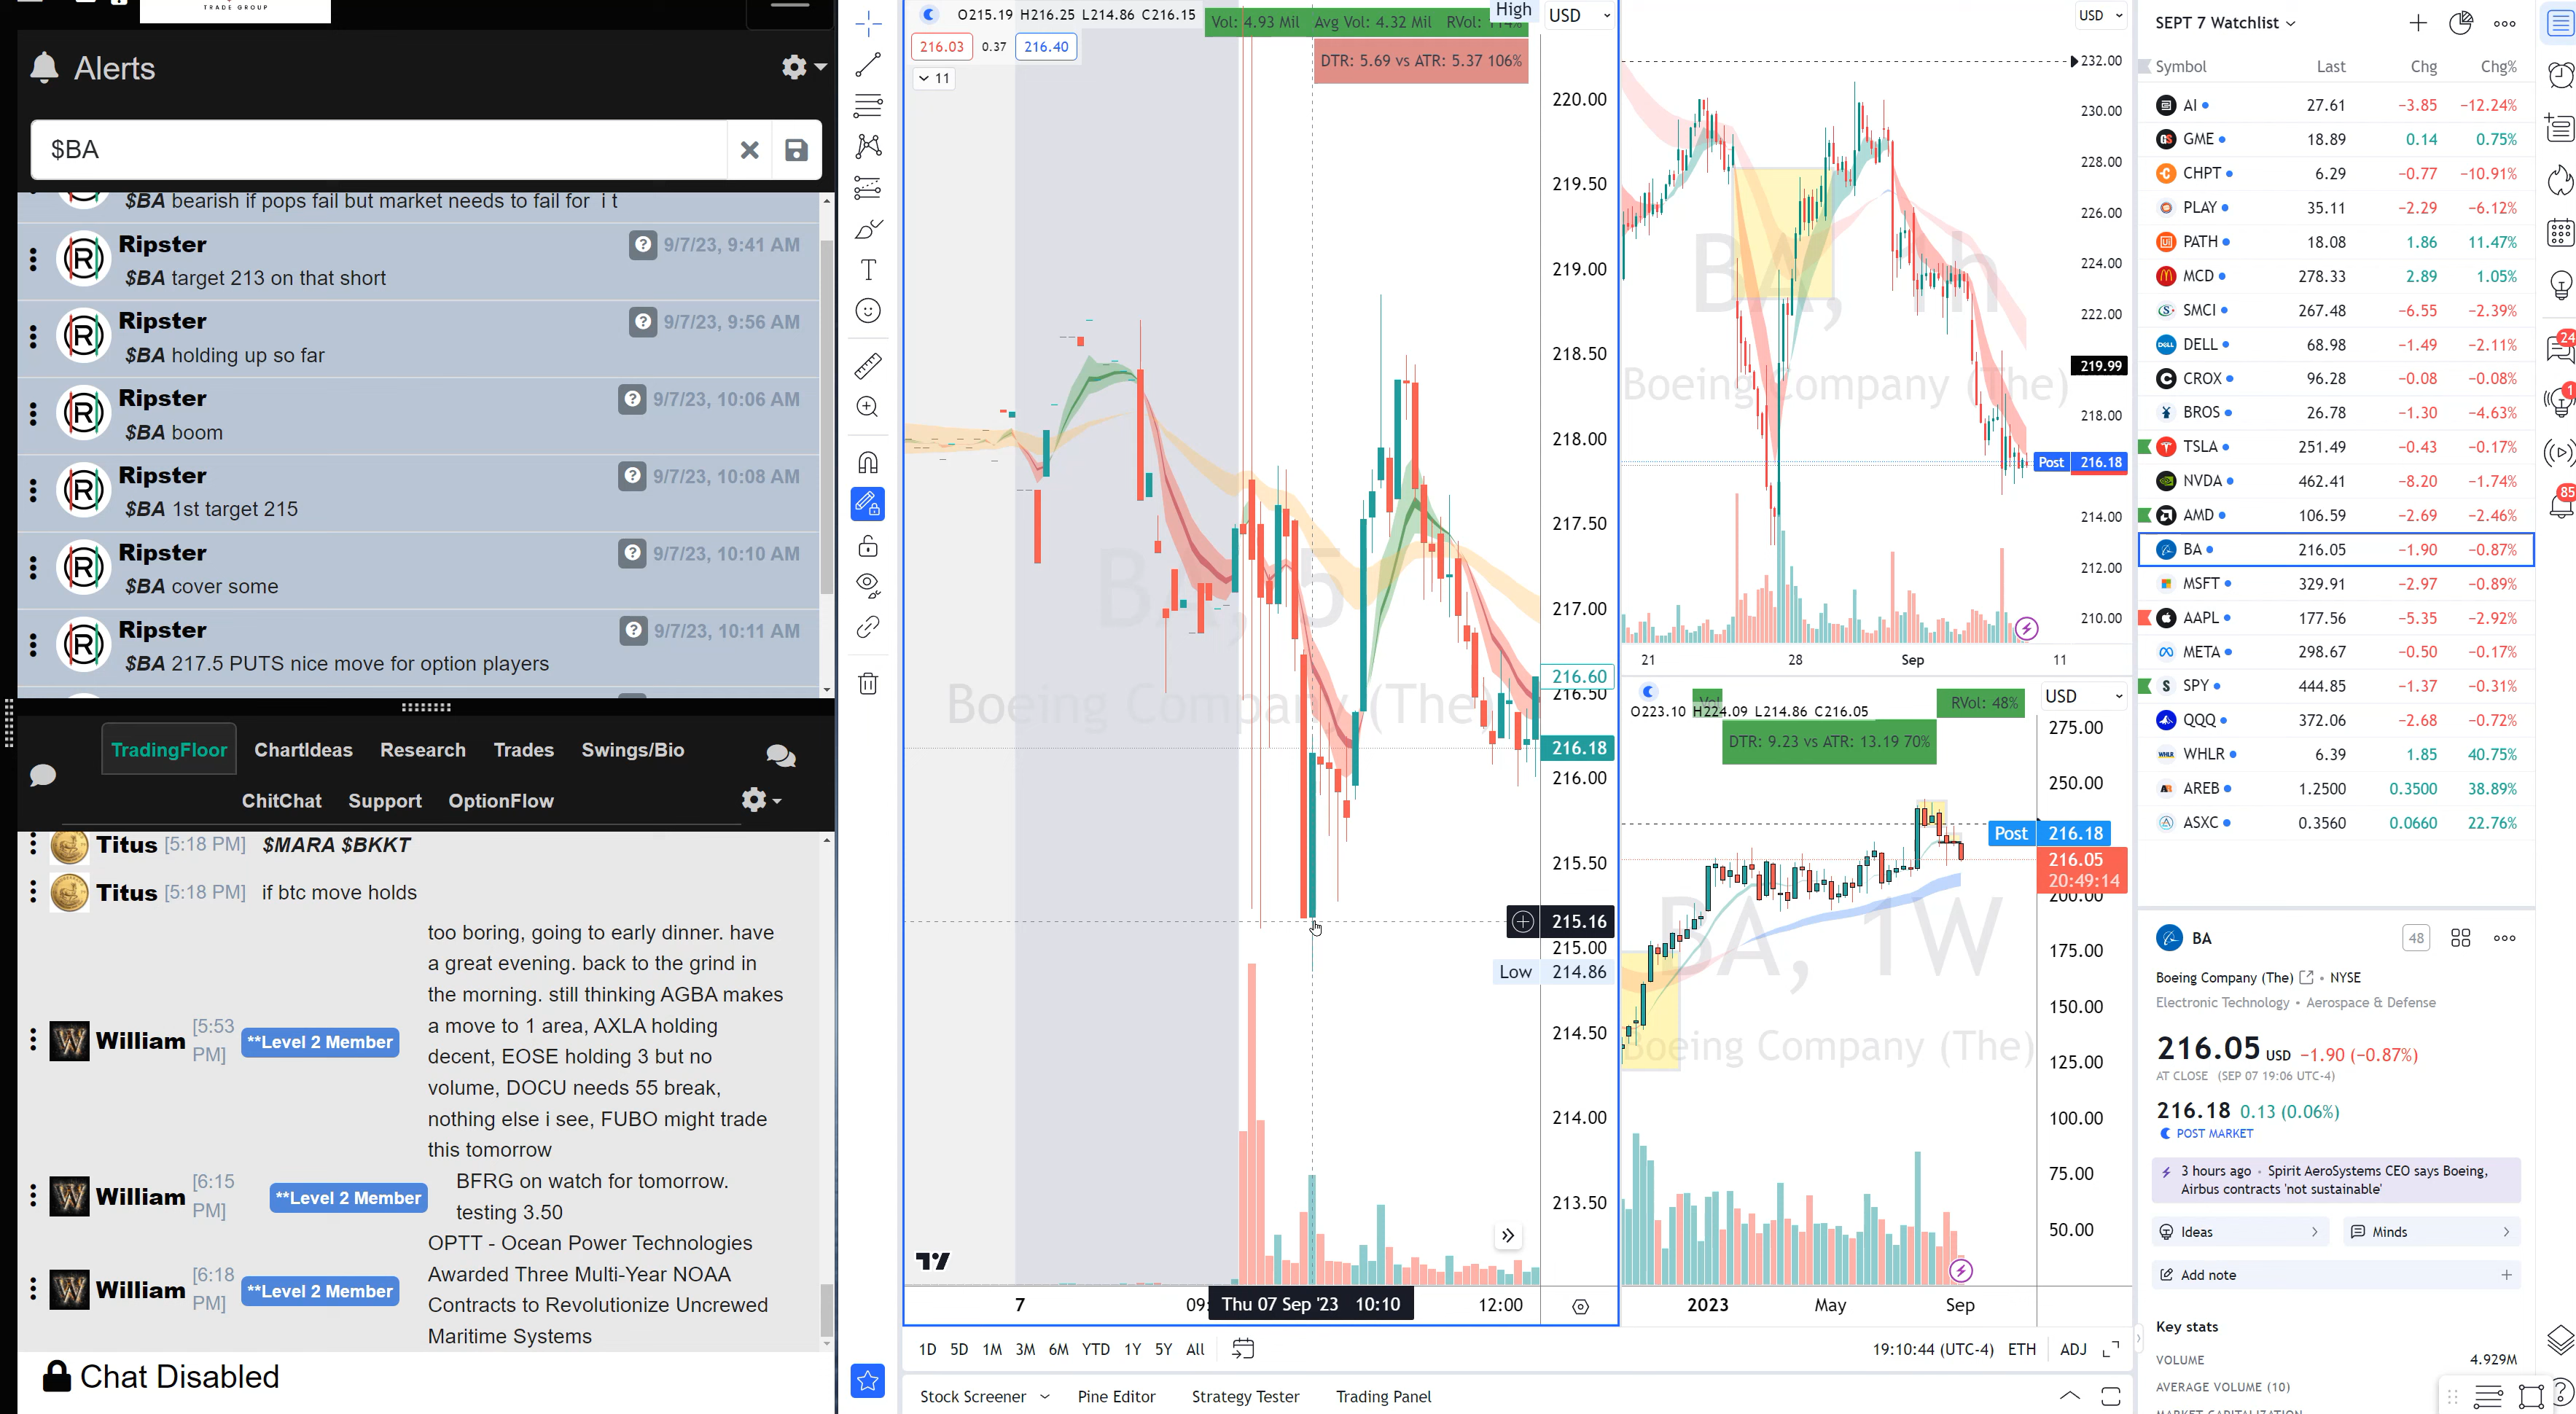 TRADE GROUP
Alerts
$BA
$BA bearish if pops fail but market needs to fail for i t
Ripster 9/7/23, 9:41 AM
$BA target 213 on that short
Ripster 9/7/23, 9:56 AM
$BA holding up so far
Ripster 9/7/23, 10:06 AM
$BA boom
Ripster 9/7/23, 10:08 AM
$BA 1st target 215
Ripster 9/7/23, 10:10 AM
$BA cover some
Ripster 9/7/23, 10:11 AM
$BA 217.5 PUTS nice move for option players
TradingFloor ChartIdeas Research Trades Swings/Bio
ChitChat Support OptionFlow
Titus [5:18 PM] $MARA $BKKT
Titus [5:18 PM] if btc move holds
William [5:53 PM] **Level 2 Member
too boring, going to early dinner. have
a great evening. back to the grind in
the morning. still thinking AGBA makes
a move to 1 area, AXLA holding
decent, EOSE holding 3 but no
volume, DOCU needs 55 break,
nothing else i see, FUBO might trade
this tomorrow
William [6:15 PM] **Level 2 Member
BFRG on watch for tomorrow.
testing 3.50
William [6:18 PM] **Level 2 Member
OPTT - Ocean Power Technologies
Awarded Three Multi-Year NOAA
Contracts to Revolutionize Uncrewed
Maritime Systems
Chat Disabled
O215.19 H216.25 L214.86 C216.15
Vol: 4.93 Mil Avg Vol: 4.32 Mil RVol: 114%
High
USD
216.03 0.37 216.40
DTR: 5.69 vs ATR: 5.37 106%
11
220.00
219.50
219.00
218.50
218.00
217.50
217.00
216.60
216.50
216.18
216.00
215.50
215.16
215.00
Low 214.86
214.50
214.00
213.50
BA, 5
Boeing Company (The)
7 09: Thu 07 Sep '23 10:10 12:00
USD
232.00
230.00
228.00
226.00
224.00
222.00
219.99
218.00
Post 216.18
214.00
212.00
210.00
BA, 1h
Boeing Company (The)
21 28 Sep 11
Vol
RVol: 48%
USD
O223.10 H224.09 L214.86 C216.05
DTR: 9.23 vs ATR: 13.19 70%
275.00
250.00
Post 216.18
216.05
20:49:14
200.00
175.00
150.00
125.00
100.00
75.00
50.00
BA, 1W
Boeing Company (The)
2023 May Sep
1D 5D 1M 3M 6M YTD 1Y 5Y All
19:10:44 (UTC-4) ETH ADJ
Stock Screener Pine Editor Strategy Tester Trading Panel
SEPT 7 Watchlist
Symbol Last Chg Chg%
AI 27.61 −3.85 −12.24%
GME 18.89 0.14 0.75%
CHPT 6.29 −0.77 −10.91%
PLAY 35.11 −2.29 −6.12%
PATH 18.08 1.86 11.47%
MCD 278.33 2.89 1.05%
SMCI 267.48 −6.55 −2.39%
DELL 68.98 −1.49 −2.11%
CROX 96.28 −0.08 −0.08%
BROS 26.78 −1.30 −4.63%
TSLA 251.49 −0.43 −0.17%
NVDA 462.41 −8.20 −1.74%
AMD 106.59 −2.69 −2.46%
BA 216.05 −1.90 −0.87%
MSFT 329.91 −2.97 −0.89%
AAPL 177.56 −5.35 −2.92%
META 298.67 −0.50 −0.17%
SPY 444.85 −1.37 −0.31%
QQQ 372.06 −2.68 −0.72%
WHLR 6.39 1.85 40.75%
AREB 1.2500 0.3500 38.89%
ASXC 0.3560 0.0660 22.76%
24
1
85
BA 48
Boeing Company (The) • NYSE
Electronic Technology • Aerospace & Defense
216.05 USD −1.90 (−0.87%)
AT CLOSE (SEP 07 19:06 UTC-4)
216.18 0.13 (0.06%)
POST MARKET
3 hours ago • Spirit AeroSystems CEO says Boeing,
Airbus contracts 'not sustainable'
Ideas Minds
Add note
Key stats
VOLUME 4.929M
AVERAGE VOLUME (10)